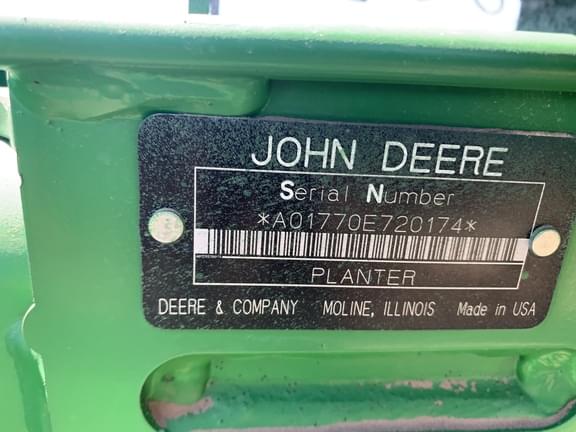 JOHN DEERE
Serial Number
*A01770E720174*
PLANTER
DEERE & COMPANY MOLINE, ILLINOIS Made in USA